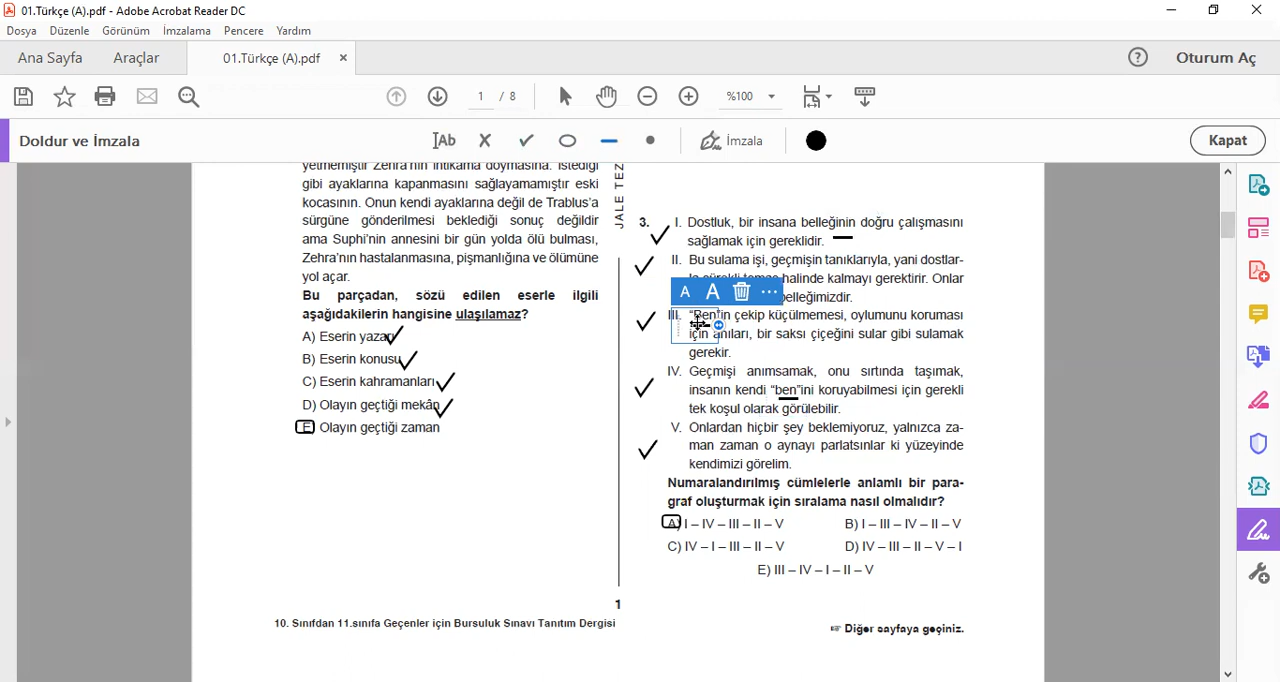 01.Türkçe (A).pdf - Adobe Acrobat Reader DC
Dosya Düzenle Görünüm İmzalama Pencere Yardım
Ana Sayfa Araçlar 01.Türkçe (A).pdf × ? Oturum Aç
1 / 8 %100
Doldur ve İmzala Ab İmzala Kapat
yetmemiştir Zehra'nın intikama doymasına. İstediği
gibi ayaklarına kapanmasını sağlayamamıştır eski
kocasının. Onun kendi ayaklarına değil de Trablus'a
sürgüne gönderilmesi beklediği sonuç değildir
ama Suphi'nin annesini bir gün yolda ölü bulması,
Zehra'nın hastalanmasına, pişmanlığına ve ölümüne
yol açar.
Bu parçadan, sözü edilen eserle ilgili
aşağıdakilerin hangisine ulaşılamaz?
A) Eserin yazarı
B) Eserin konusu
C) Eserin kahramanları
D) Olayın geçtiği mekân
E) Olayın geçtiği zaman
JALE TEZ
3. I. Dostluk, bir insana belleğinin doğru çalışmasını
sağlamak için gereklidir.
II. Bu sulama işi, geçmişin tanıklarıyla, yani dostlar-
la sürekli temas halinde kalmayı gerektirir. Onlar
belleğimizdir.
A A ...
III. "Ben"in çekip küçülmemesi, oylumunu koruması
için anıları, bir saksı çiçeğini sular gibi sulamak
gerekir.
IV. Geçmişi anımsamak, onu sırtında taşımak,
insanın kendi "ben"ini koruyabilmesi için gerekli
tek koşul olarak görülebilir.
V. Onlardan hiçbir şey beklemiyoruz, yalnızca za-
man zaman o aynayı parlatsınlar ki yüzeyinde
kendimizi görelim.
Numaralandırılmış cümlelerle anlamlı bir para-
graf oluşturmak için sıralama nasıl olmalıdır?
A) I – IV – III – II – V B) I – III – IV – II – V
C) IV – I – III – II – V D) IV – III – II – V – I
E) III – IV – I – II – V
1
10. Sınıfdan 11.sınıfa Geçenler için Bursuluk Sınavı Tanıtım Dergisi
☞ Diğer sayfaya geçiniz.